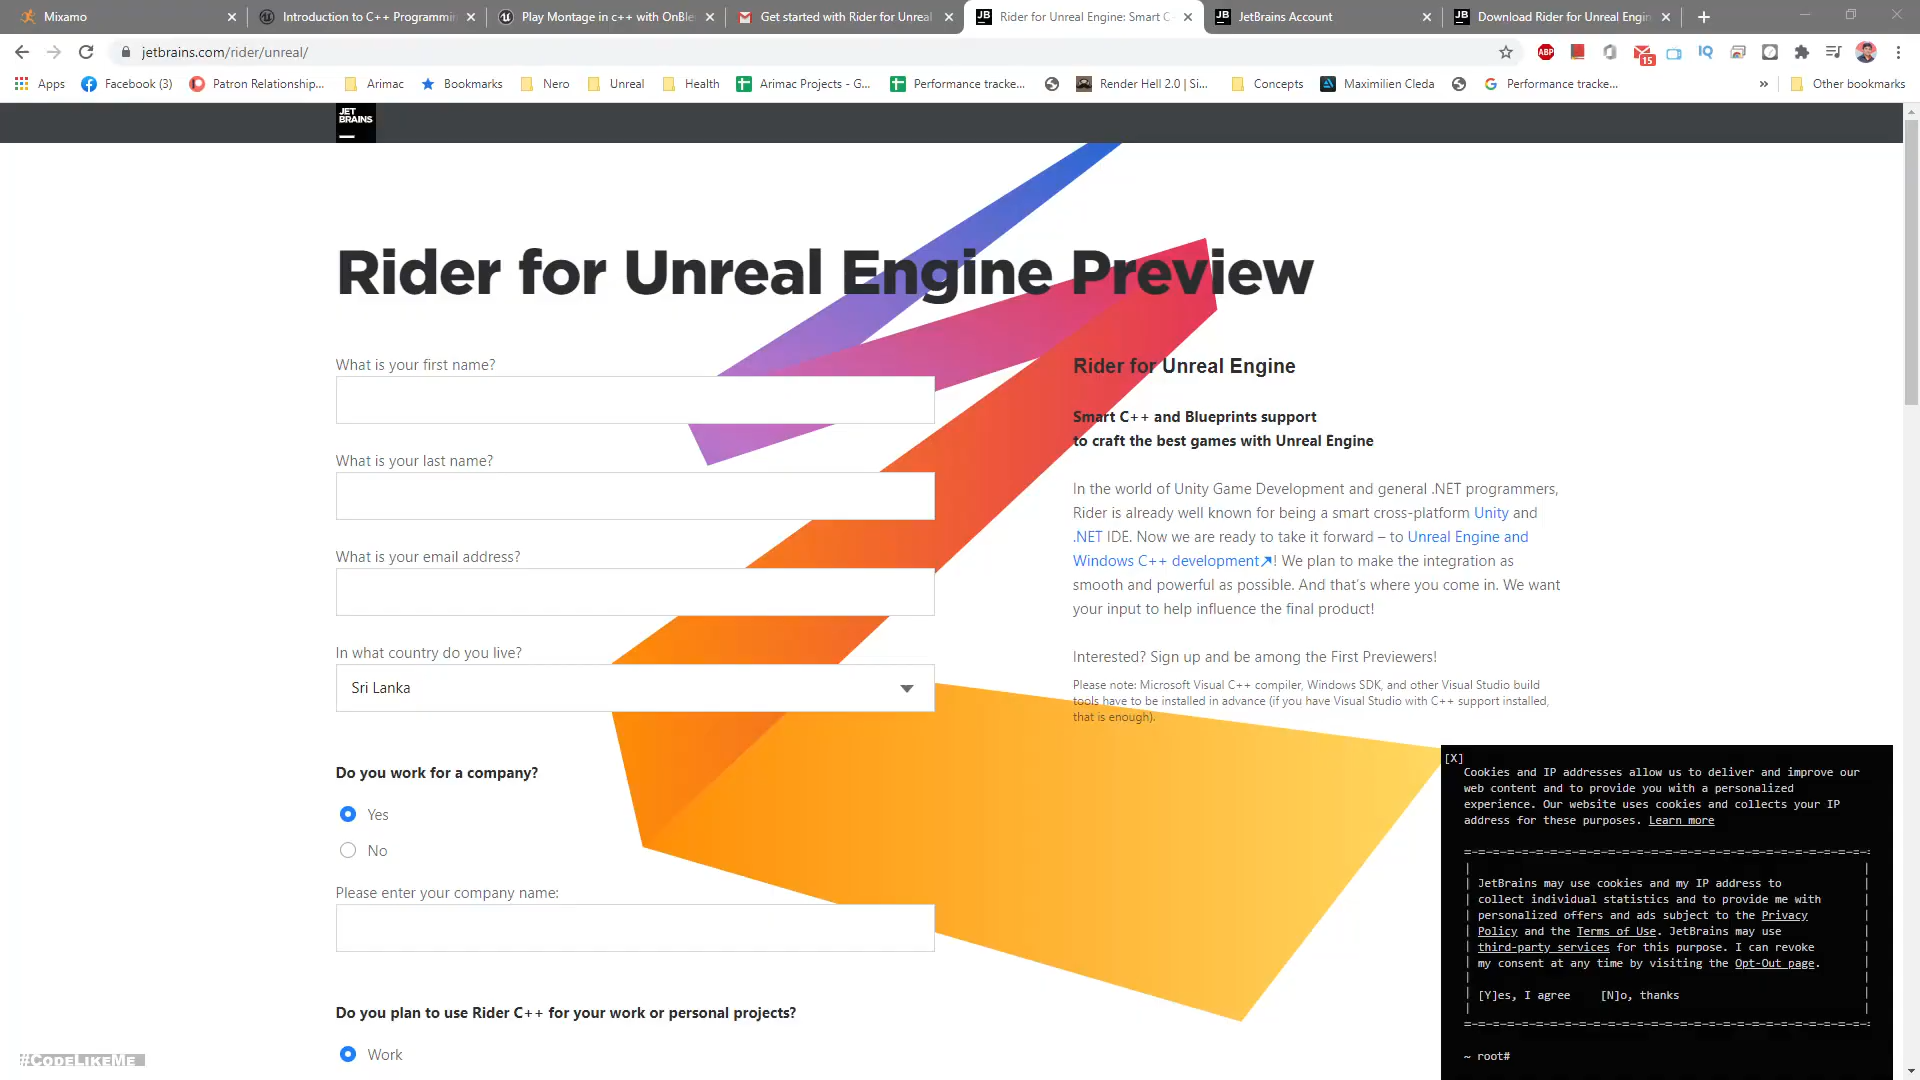 Mixamo
Introduction to C++ Programmin
Play Montage in c++ with OnBle
Get started with Rider for Unreal
JB Rider for Unreal Engine: Smart C
JB JetBrains Account
JB Download Rider for Unreal Engin
jetbrains.com/rider/unreal/
ABP
15
IQ
Apps
Facebook (3)
Patron Relationship...
Arimac
Bookmarks
Nero
Unreal
Health
Arimac Projects - G...
Performance tracke...
Render Hell 2.0 | Si...
Concepts
Maximilien Cleda
Performance tracke...
»
Other bookmarks
JET
BRAINS
Rider for Unreal Engine Preview
What is your first name?
What is your last name?
What is your email address?
In what country do you live?
Sri Lanka
Do you work for a company?
Yes
No
Please enter your company name:
Do you plan to use Rider C++ for your work or personal projects?
Work
Rider for Unreal Engine
Smart C++ and Blueprints support
to craft the best games with Unreal Engine
In the world of Unity Game Development and general .NET programmers,
Rider is already well known for being a smart cross-platform Unity and
.NET IDE. Now we are ready to take it forward – to Unreal Engine and
Windows C++ development↗! We plan to make the integration as
smooth and powerful as possible. And that's where you come in. We want
your input to help influence the final product!
Interested? Sign up and be among the First Previewers!
Please note: Microsoft Visual C++ compiler, Windows SDK, and other Visual Studio build
tools have to be installed in advance (if you have Visual Studio with C++ support installed,
that is enough).
[X]
Cookies and IP addresses allow us to deliver and improve our
web content and to provide you with a personalized
experience. Our website uses cookies and collects your IP
address for these purposes. Learn more
JetBrains may use cookies and my IP address to
collect individual statistics and to provide me with
personalized offers and ads subject to the Privacy
Policy and the Terms of Use. JetBrains may use
third-party services for this purpose. I can revoke
my consent at any time by visiting the Opt-Out page.
[Y]es, I agree [N]o, thanks
~ root#
#CodeLikeMe